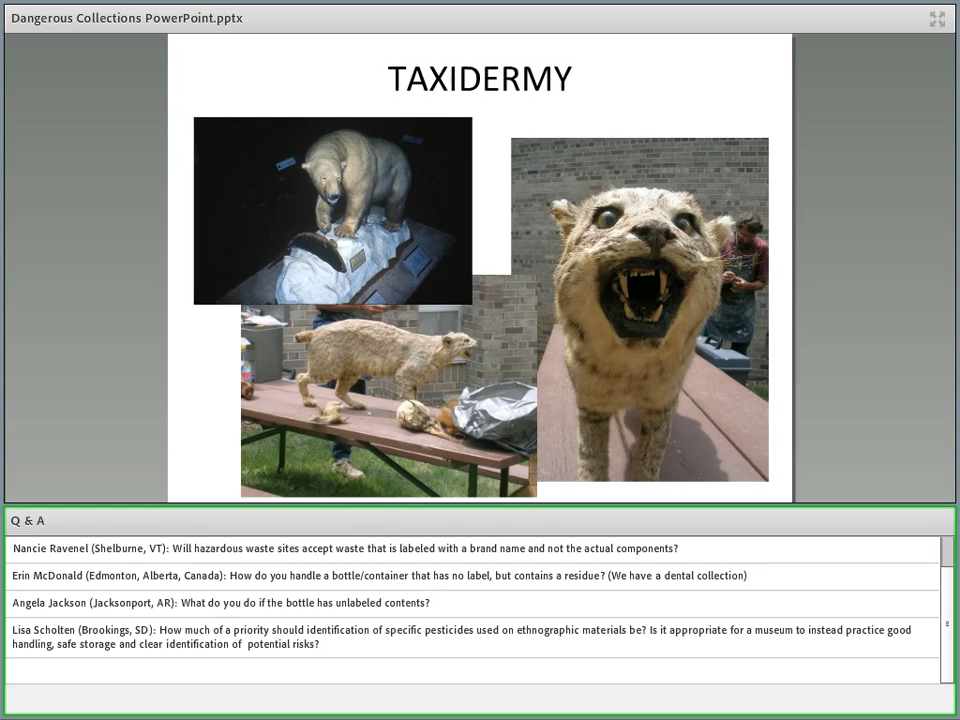 Dangerous Collections PowerPoint.pptx
TAXIDERMY
Q & A
Nancie Ravenel (Shelburne, VT): Will hazardous waste sites accept waste that is labeled with a brand name and not the actual components?
Erin McDonald (Edmonton, Alberta, Canada): How do you handle a bottle/container that has no label, but contains a residue? (We have a dental collection)
Angela Jackson (Jacksonport, AR): What do you do if the bottle has unlabeled contents?
Lisa Scholten (Brookings, SD): How much of a priority should identification of specific pesticides used on ethnographic materials be? Is it appropriate for a museum to instead practice good
handling, safe storage and clear identification of  potential risks?